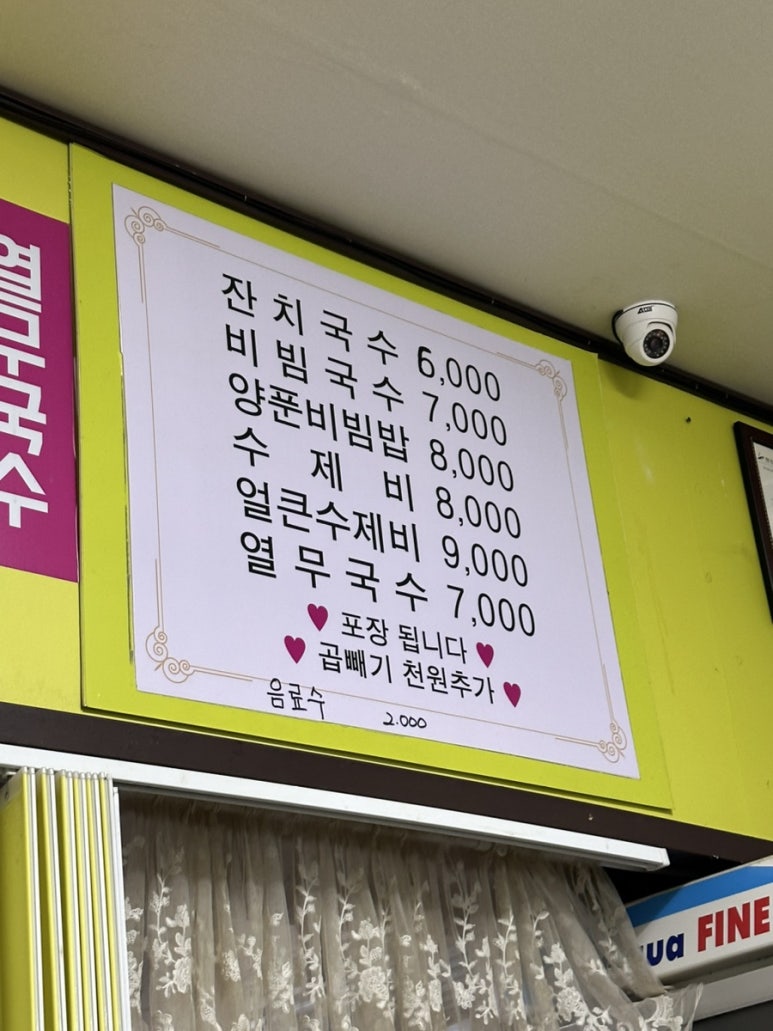 열무국수
잔치국수 6,000
비빔국수 7,000
양푼비빔밥 8,000
수제비 8,000
얼큰수제비 9,000
열무국수 7,000
♥ 포장 됩니다 ♥
♥ 곱빼기 천원추가 ♥
음료수 2.000
ua FINE